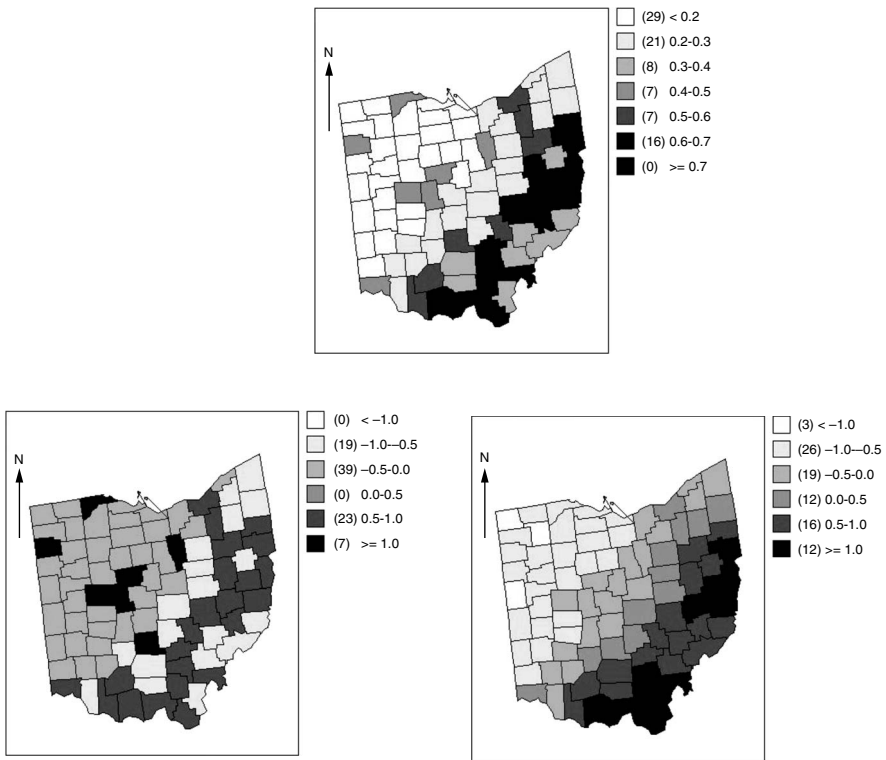 (29) < 0.2
(21) 0.2-0.3
(8) 0.3-0.4
(7) 0.4-0.5
(7) 0.5-0.6
(16) 0.6-0.7
(0) >= 0.7
N
(0) < –1.0
(19) –1.0-–0.5
(39) –0.5-0.0
(0) 0.0-0.5
(23) 0.5-1.0
(7) >= 1.0
N
(3) < –1.0
(26) –1.0-–0.5
(19) –0.5-0.0
(12) 0.0-0.5
(16) 0.5-1.0
(12) >= 1.0
N